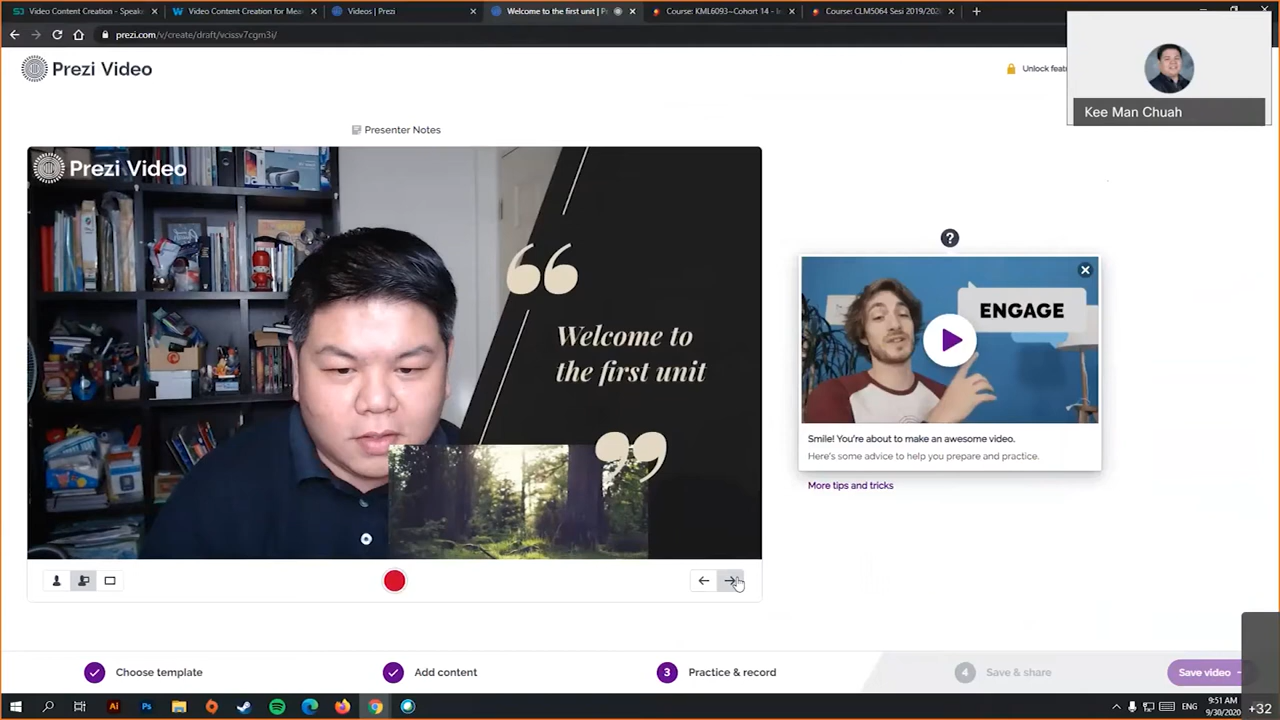 Video Content Creation - Speake
Video Content Creation for Mea
Videos | Prezi
Welcome to the first unit | P
Course: KML6093~Cohort 14 - In
Course: CLM5064 Sesi 2019/202
prezi.com/v/create/draft/vcissv7cgm3i/
Prezi Video
Unlock featu
Kee Man Chuah
Presenter Notes
Prezi Video
Welcome to
the first unit
ENGAGE
Smile! You're about to make an awesome video.
Here's some advice to help you prepare and practice.
More tips and tricks
Choose template
Add content
3 Practice & record
4 Save & share
Save video
ENG
9:51 AM
9/30/2020
+32